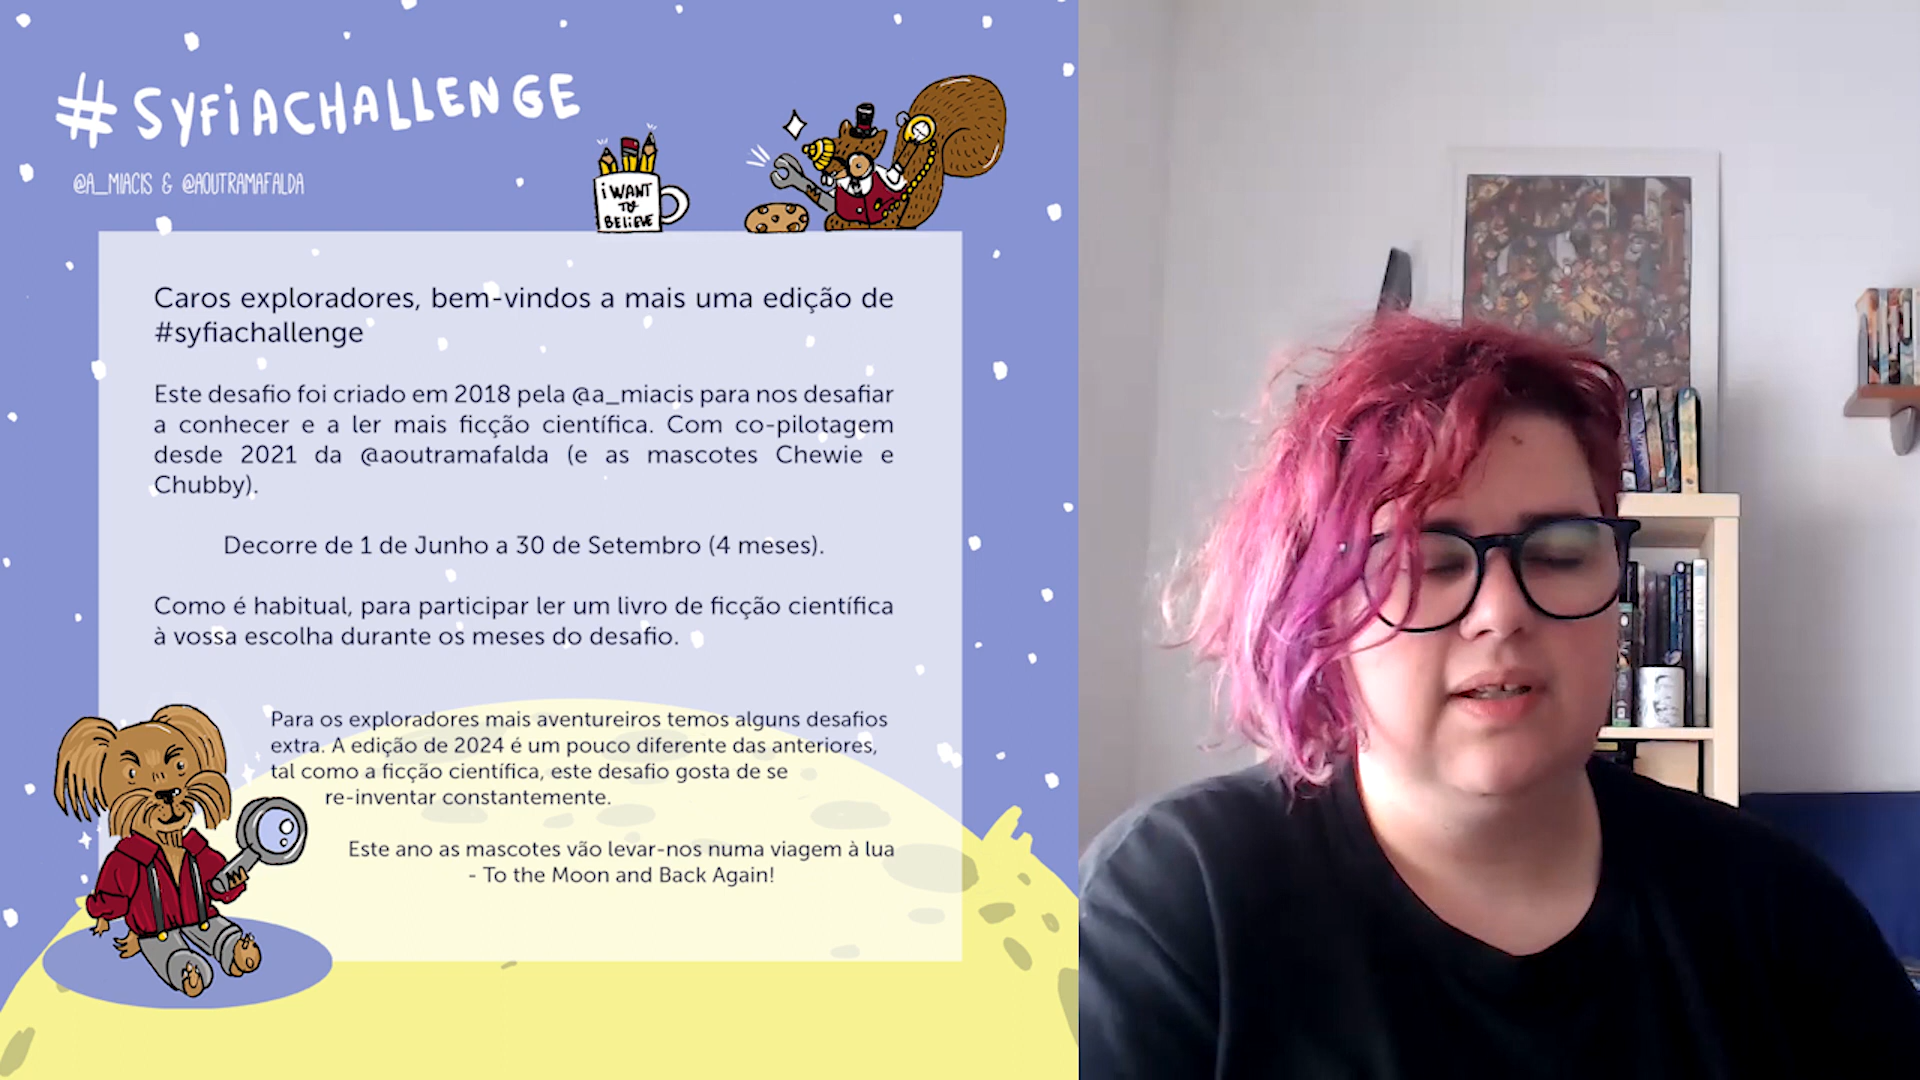 #SYFIACHALLENGE
@A_MIACIS & @AOUTRAMAFALDA
I WANT
TO
BELIEVE
Caros exploradores, bem-vindos a mais uma edição de
#syfiachallenge
Este desafio foi criado em 2018 pela @a_miacis para nos desafiar
a conhecer e a ler mais ficção científica. Com co-pilotagem
desde 2021 da @aoutramafalda (e as mascotes Chewie e
Chubby).
Decorre de 1 de Junho a 30 de Setembro (4 meses).
Como é habitual, para participar ler um livro de ficção científica
à vossa escolha durante os meses do desafio.
Para os exploradores mais aventureiros temos alguns desafios
extra. A edição de 2024 é um pouco diferente das anteriores,
tal como a ficção científica, este desafio gosta de se
re-inventar constantemente.
Este ano as mascotes vão levar-nos numa viagem à lua
- To the Moon and Back Again!